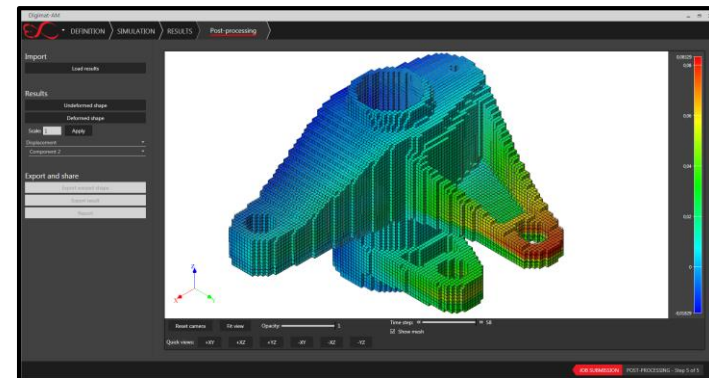 Digimat-AM
DEFINITION SIMULATION RESULTS Post-processing
Import
Load results
Results
Undeformed shape
Deformed shape
Scale: 1 Apply
Displacement
Component 2
Export and share
Export warped shape
Export result
Report
0.08
0.06
0.04
0.02
0
Z
X
Y
Reset camera Fit view Opacity 1 Time step: 58
Show mesh
Quick views: +XY +XZ +YZ -XY -XZ -YZ
JOB SUBMISSION POST-PROCESSING - Step 5 of 5